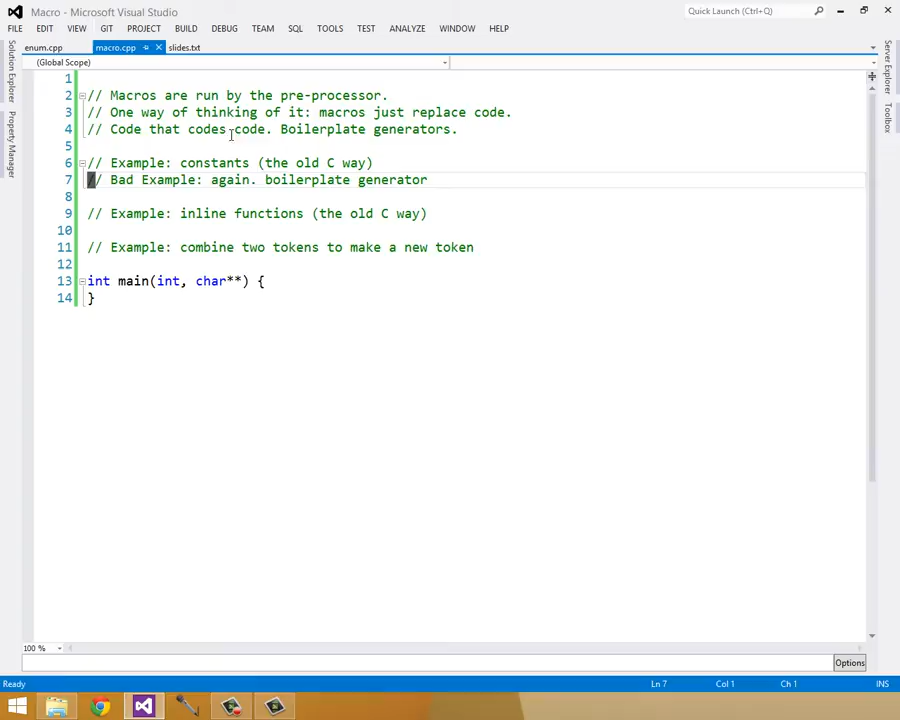 Macro - Microsoft Visual Studio
Quick Launch (Ctrl+Q)
FILE EDIT VIEW GIT PROJECT BUILD DEBUG TEAM SQL TOOLS TEST ANALYZE WINDOW HELP
enum.cpp macro.cpp slides.txt
(Global Scope)
Solution Explorer
Property Manager
Server Explorer
Toolbox
1
2 // Macros are run by the pre-processor.
3 // One way of thinking of it: macros just replace code.
4 // Code that codes code. Boilerplate generators.
5
6 // Example: constants (the old C way)
7 // Bad Example: again. boilerplate generator
8
9 // Example: inline functions (the old C way)
10
11 // Example: combine two tokens to make a new token
12
13 int main(int, char**) {
14 }
100 %
Options
Ready Ln 7 Col 1 Ch 1 INS